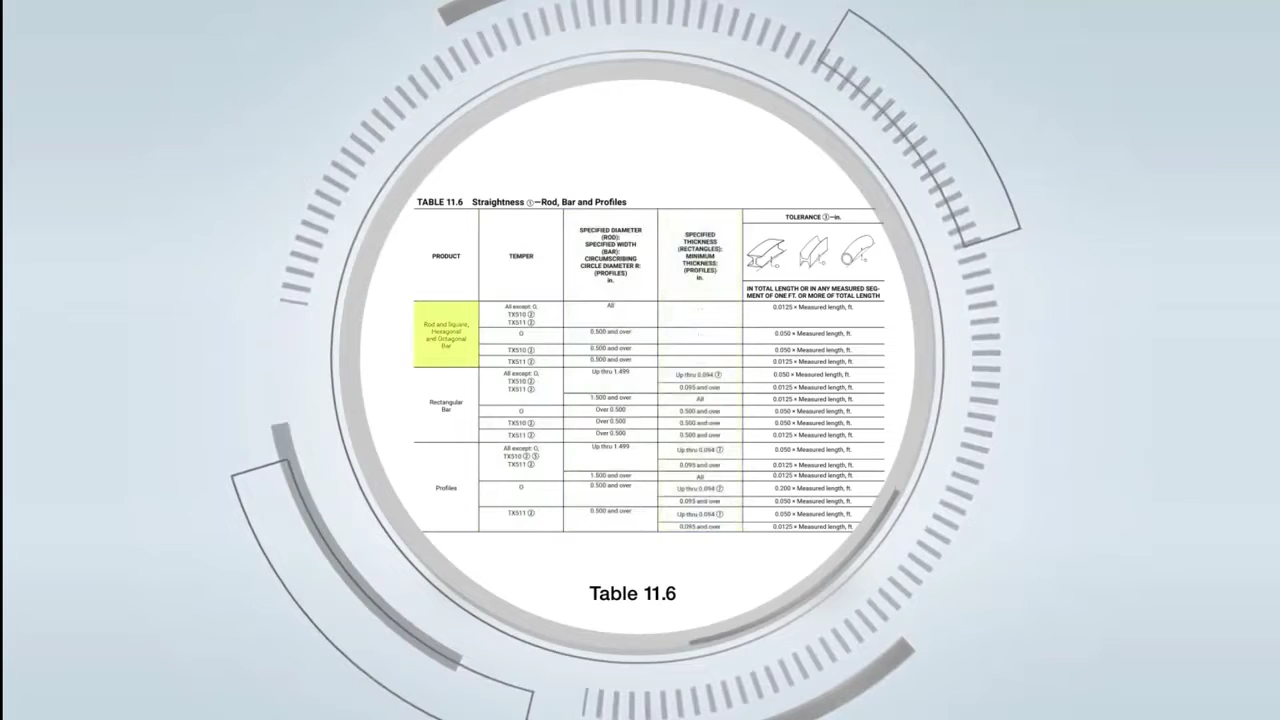 TABLE 11.6 Straightness ①—Rod, Bar and Profiles
PRODUCT
TEMPER
SPECIFIED DIAMETER
(ROD):
SPECIFIED WIDTH
(BAR):
CIRCUMSCRIBING
CIRCLE DIAMETER R:
(PROFILES)
in.
SPECIFIED
THICKNESS
(RECTANGLES):
MINIMUM
THICKNESS:
(PROFILES)
in.
TOLERANCE ③—in.
IN TOTAL LENGTH OR IN ANY MEASURED SEG-
MENT OF ONE FT. OR MORE OF TOTAL LENGTH
Rod and Square,
Hexagonal
and Octagonal
Bar
All except: O,
TX510 ②
TX511 ②
All
. .
0.0125 × Measured length, ft.
O
0.500 and over
. .
0.050 × Measured length, ft.
TX510 ②
0.500 and over
0.050 × Measured length, ft.
TX511 ②
0.500 and over
0.0125 × Measured length, ft.
Rectangular
Bar
All except: O,
TX510 ②
TX511 ②
Up thru 1.499
Up thru 0.094 ⑦
0.050 × Measured length, ft.
0.095 and over
0.0125 × Measured length, ft.
1.500 and over
All
0.0125 × Measured length, ft.
O
Over 0.500
0.500 and over
0.050 × Measured length, ft.
TX510 ②
Over 0.500
0.500 and over
0.050 × Measured length, ft.
TX511 ②
Over 0.500
0.500 and over
0.0125 × Measured length, ft.
Profiles
All except: O,
TX510 ② ⑤
TX511 ②
Up thru 1.499
Up thru 0.094 ⑦
0.050 × Measured length, ft.
0.095 and over
0.0125 × Measured length, ft.
1.500 and over
All
0.0125 × Measured length, ft.
O
0.500 and over
Up thru 0.094 ⑦
0.200 × Measured length, ft.
0.095 and over
0.050 × Measured length, ft.
TX511 ②
0.500 and over
Up thru 0.094 ⑦
0.050 × Measured length, ft.
0.095 and over
0.0125 × Measured length, ft.
Table 11.6